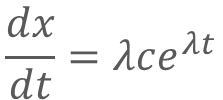 dx/dt = λce^{λt}